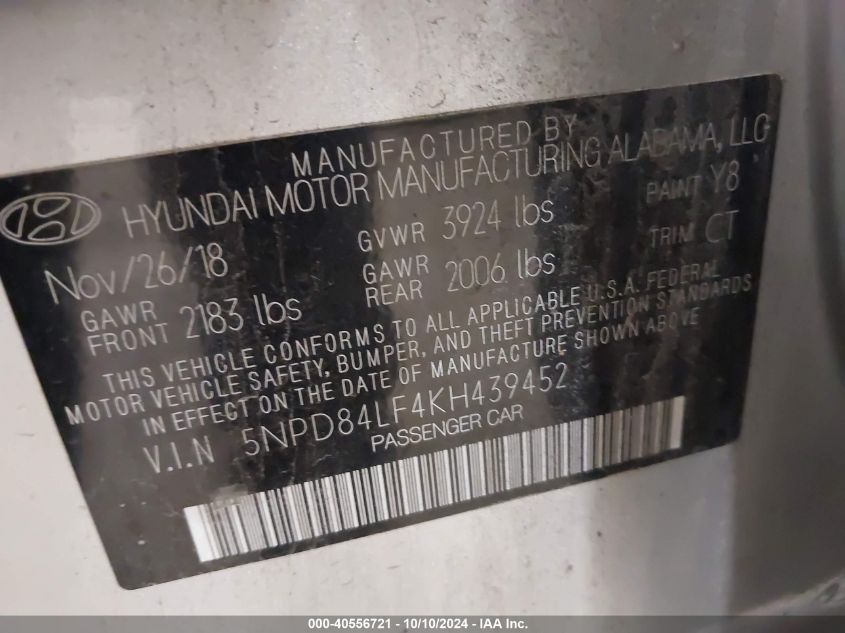 MANUFACTURED BY
HYUNDAI MOTOR MANUFACTURING ALABAMA, LLC
Nov/26/18 GVWR 3924 lbs PAINT Y8
GAWR FRONT 2183 lbs GAWR REAR 2006 lbs TRIM CT
THIS VEHICLE CONFORMS TO ALL APPLICABLE U.S.A. FEDERAL
MOTOR VEHICLE SAFETY, BUMPER, AND THEFT PREVENTION STANDARDS
IN EFFECT ON THE DATE OF MANUFACTURE SHOWN ABOVE
V.I.N 5NPD84LF4KH439452
PASSENGER CAR
000-40556721 - 10/10/2024 - IAA Inc.